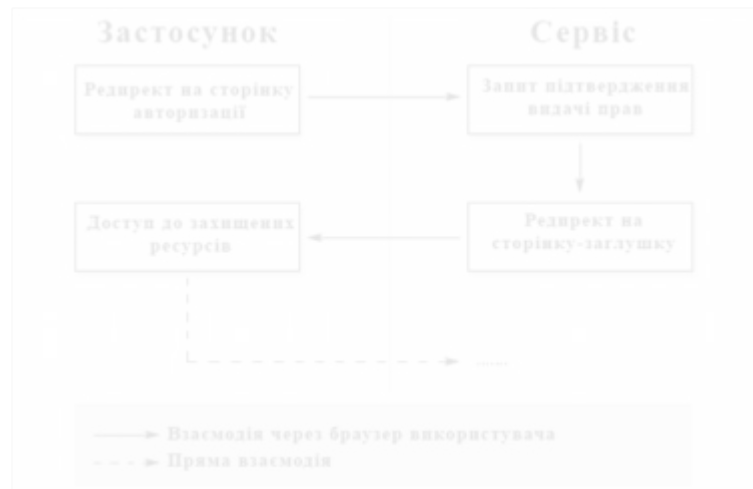 Застосунок
Сервіс
Редирект на сторінку
авторизації
Запит підтвердження
видачі прав
Доступ до захищених
ресурсів
Редирект на
сторінку-заглушку
......
Взаємодія через браузер використувача
Пряма взаємодія